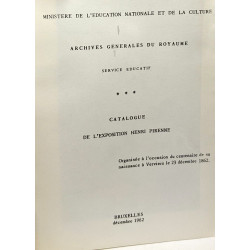 MINISTERE DE L'EDUCATION NATIONALE ET DE LA CULTURE
ARCHIVES GENERALES DU ROYAUME
SERVICE EDUCATIF
* * *
CATALOGUE
DE L'EXPOSITION HENRI PIRENNE
Organisée à l'occasion du centenaire de sa
naissance à Verviers le 23 décembre 1862.
BRUXELLES
décembre 1962